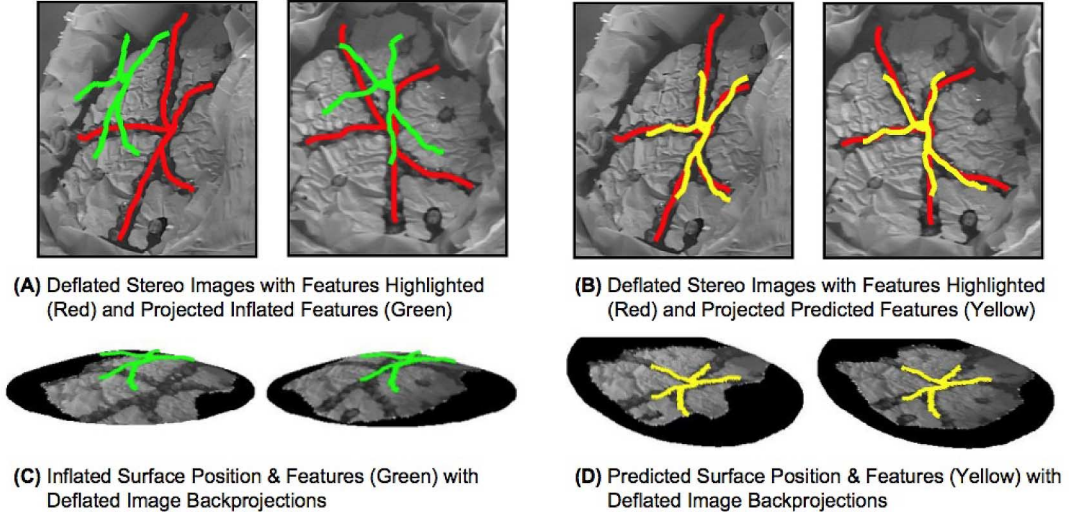 (A) Deflated Stereo Images with Features Highlighted
(Red) and Projected Inflated Features (Green)
(B) Deflated Stereo Images with Features Highlighted
(Red) and Projected Predicted Features (Yellow)
(C) Inflated Surface Position & Features (Green) with
Deflated Image Backprojections
(D) Predicted Surface Position & Features (Yellow) with
Deflated Image Backprojections